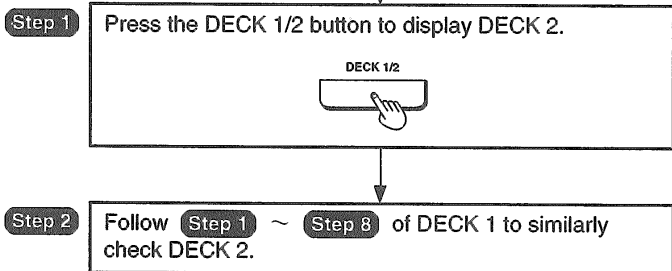 Step 1
Press the DECK 1/2 button to display DECK 2.
DECK 1/2
Step 2
Follow Step 1 ~ Step 8 of DECK 1 to similarly
check DECK 2.